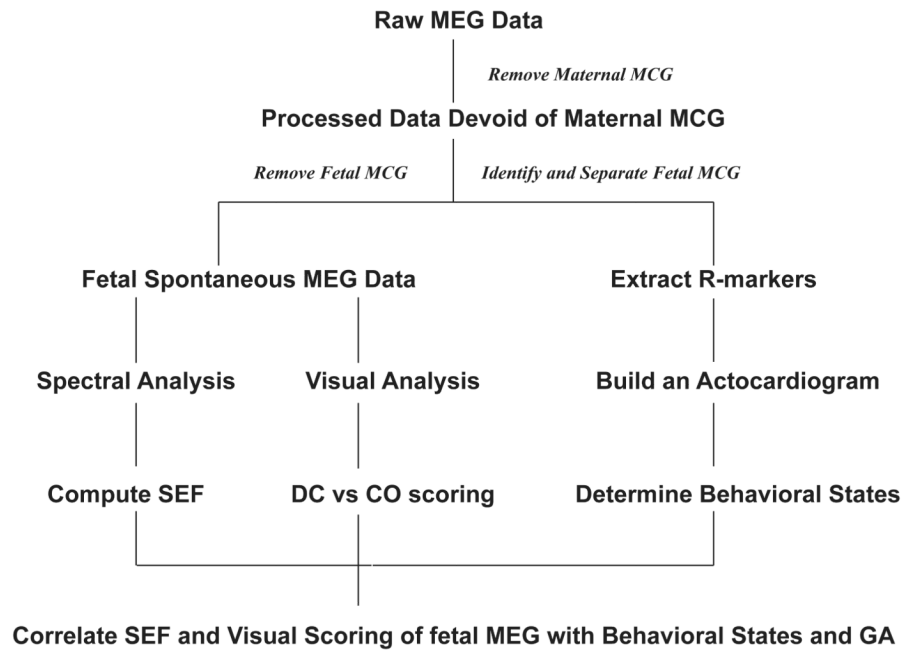 Raw MEG Data
Remove Maternal MCG
Processed Data Devoid of Maternal MCG
Remove Fetal MCG
Identify and Separate Fetal MCG
Fetal Spontaneous MEG Data
Extract R-markers
Spectral Analysis
Visual Analysis
Build an Actocardiogram
Compute SEF
DC vs CO scoring
Determine Behavioral States
Correlate SEF and Visual Scoring of fetal MEG with Behavioral States and GA